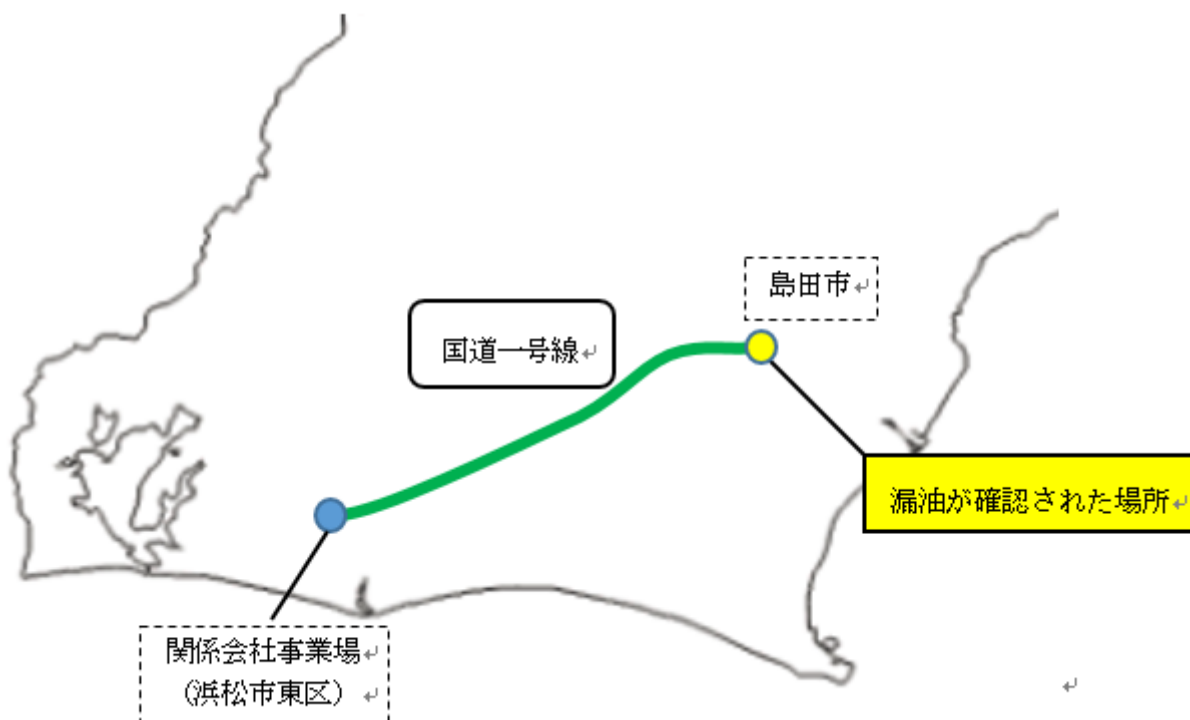 島田市
国道一号線
漏油が確認された場所
関係会社事業場
（浜松市東区）